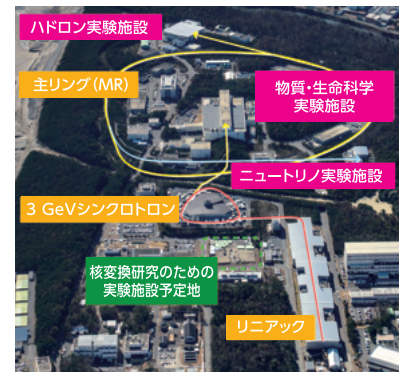 ハドロン実験施設
主リング(MR)
物質・生命科学
実験施設
ニュートリノ実験施設
3 GeVシンクロトロン
核変換研究のための
実験施設予定地
リニアック